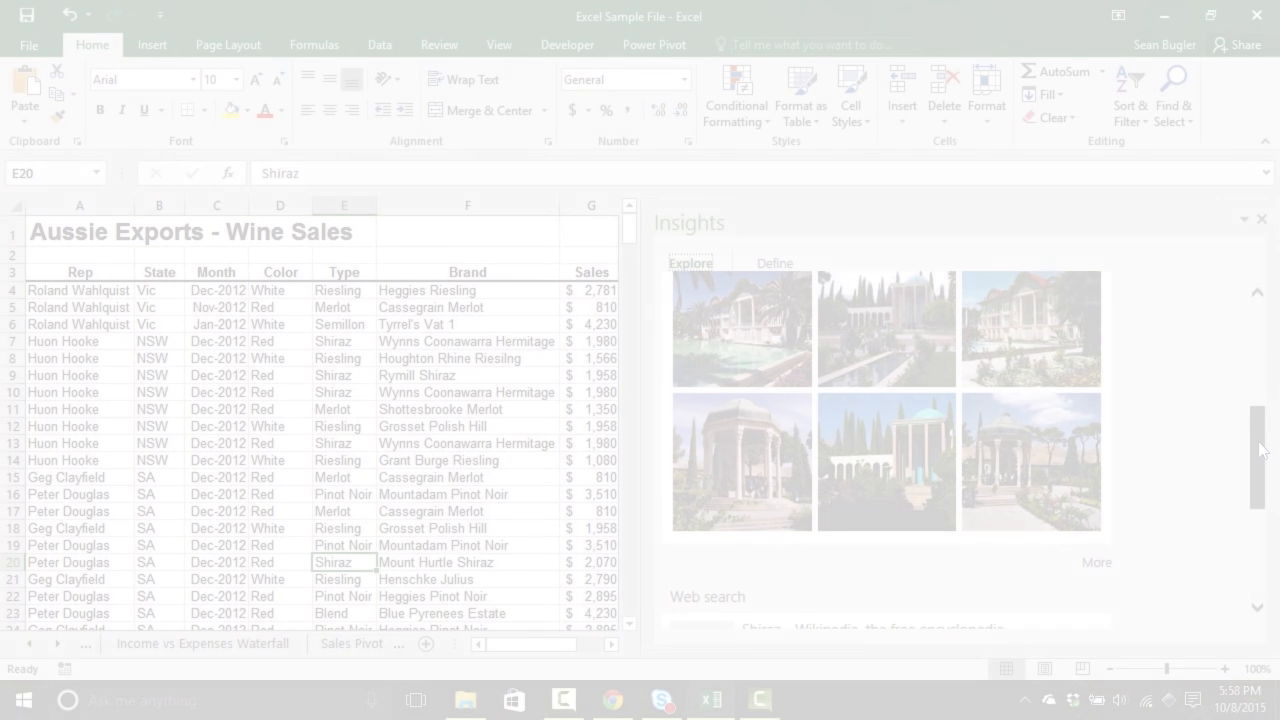 Excel Sample File - Excel
File Home Insert Page Layout Formulas Data Review View Developer Power Pivot Tell me what you want to do... Sean Bugler Share
Paste
Arial 10
B I U
Wrap Text
Merge & Center
General
$ % ,
Conditional Formatting
Format as Table
Cell Styles
Insert Delete Format
AutoSum
Fill
Clear
Sort & Filter
Find & Select
Clipboard Font Alignment Number Styles Cells Editing
E20 fx Shiraz
A B C D E F G
1 Aussie Exports - Wine Sales
2
3 Rep State Month Color Type Brand Sales
4 Roland Wahlquist Vic Dec-2012 White Riesling Heggies Riesling $ 2,781
5 Roland Wahlquist Vic Nov-2012 Red Merlot Cassegrain Merlot $ 810
6 Roland Wahlquist Vic Jan-2012 White Semillon Tyrrel's Vat 1 $ 4,230
7 Huon Hooke NSW Dec-2012 Red Shiraz Wynns Coonawarra Hermitage $ 1,980
8 Huon Hooke NSW Dec-2012 White Riesling Houghton Rhine Riesilng $ 1,566
9 Huon Hooke NSW Dec-2012 Red Shiraz Rymill Shiraz $ 1,958
10 Huon Hooke NSW Dec-2012 Red Shiraz Wynns Coonawarra Hermitage $ 1,980
11 Huon Hooke NSW Dec-2012 Red Merlot Shottesbrooke Merlot $ 1,350
12 Huon Hooke NSW Dec-2012 White Riesling Grosset Polish Hill $ 1,958
13 Huon Hooke NSW Dec-2012 Red Shiraz Wynns Coonawarra Hermitage $ 1,980
14 Huon Hooke NSW Dec-2012 White Riesling Grant Burge Riesling $ 1,080
15 Geg Clayfield SA Dec-2012 Red Merlot Cassegrain Merlot $ 810
16 Peter Douglas SA Dec-2012 Red Pinot Noir Mountadam Pinot Noir $ 3,510
17 Peter Douglas SA Dec-2012 Red Merlot Cassegrain Merlot $ 810
18 Geg Clayfield SA Dec-2012 White Riesling Grosset Polish Hill $ 1,958
19 Peter Douglas SA Dec-2012 Red Pinot Noir Mountadam Pinot Noir $ 3,510
20 Peter Douglas SA Dec-2012 Red Shiraz Mount Hurtle Shiraz $ 2,070
21 Geg Clayfield SA Dec-2012 White Riesling Henschke Julius $ 2,790
22 Peter Douglas SA Dec-2012 Red Pinot Noir Heggies Pinot Noir $ 2,895
23 Peter Douglas SA Dec-2012 Red Blend Blue Pyrenees Estate $ 4,230
24 Geg Clayfield SA Dec-2012 Red Pinot Noir Heggies Pinot Noir $ 2,895
Insights
Explore Define
More
Web search
Shiraz - Wikipedia, the free encyclopedia
... Income vs Expenses Waterfall Sales Pivot ...
Ready 100%
Ask me anything
5:58 PM
10/8/2015